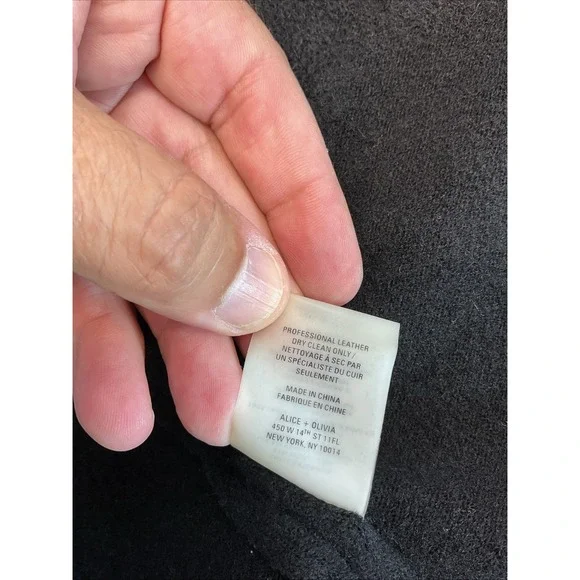 PROFESSIONAL LEATHER
DRY CLEAN ONLY/
NETTOYAGE À SEC PAR
UN SPÉCIALISTE DU CUIR
SEULEMENT
MADE IN CHINA
FABRIQUE EN CHINE
ALICE + OLIVIA
450 W 14TH ST 11FL
NEW YORK, NY 10014